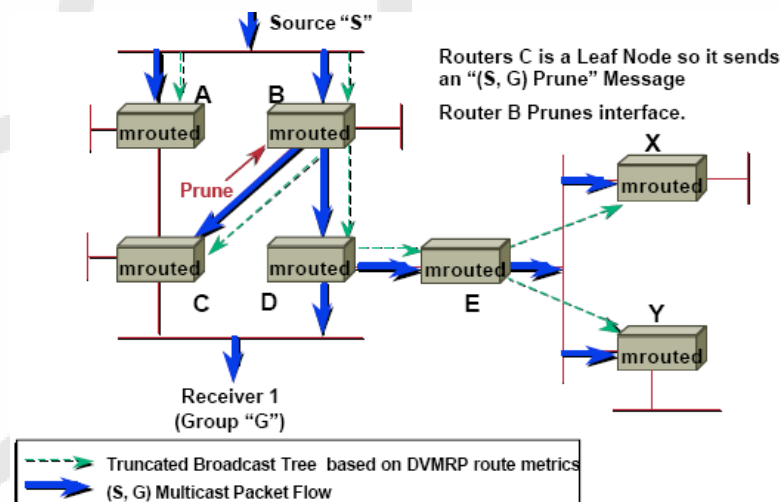 Source “S”
Routers C is a Leaf Node so it sends
an “(S, G) Prune” Message
Router B Prunes interface.
A
B
X
mrouted
mrouted
mrouted
Prune
mrouted
mrouted
mrouted
C
D
E
Y
mrouted
Receiver 1
(Group “G”)
Truncated Broadcast Tree based on DVMRP route metrics
(S, G) Multicast Packet Flow